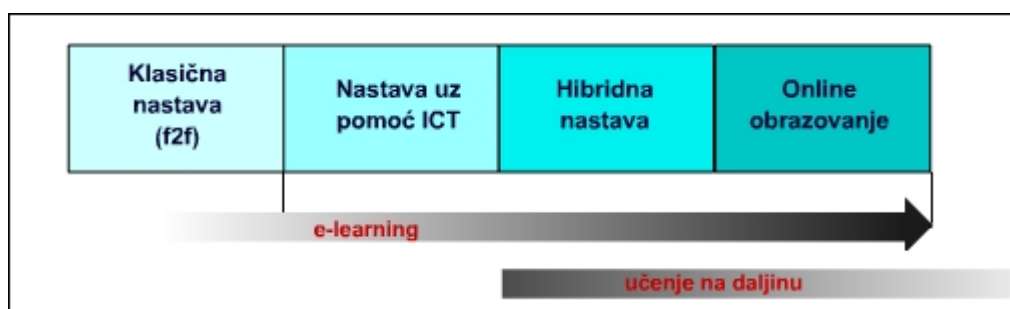 Klasična
nastava
(f2f)
Nastava uz
pomoć ICT
Hibridna
nastava
Online
obrazovanje
e-learning
učenje na daljinu